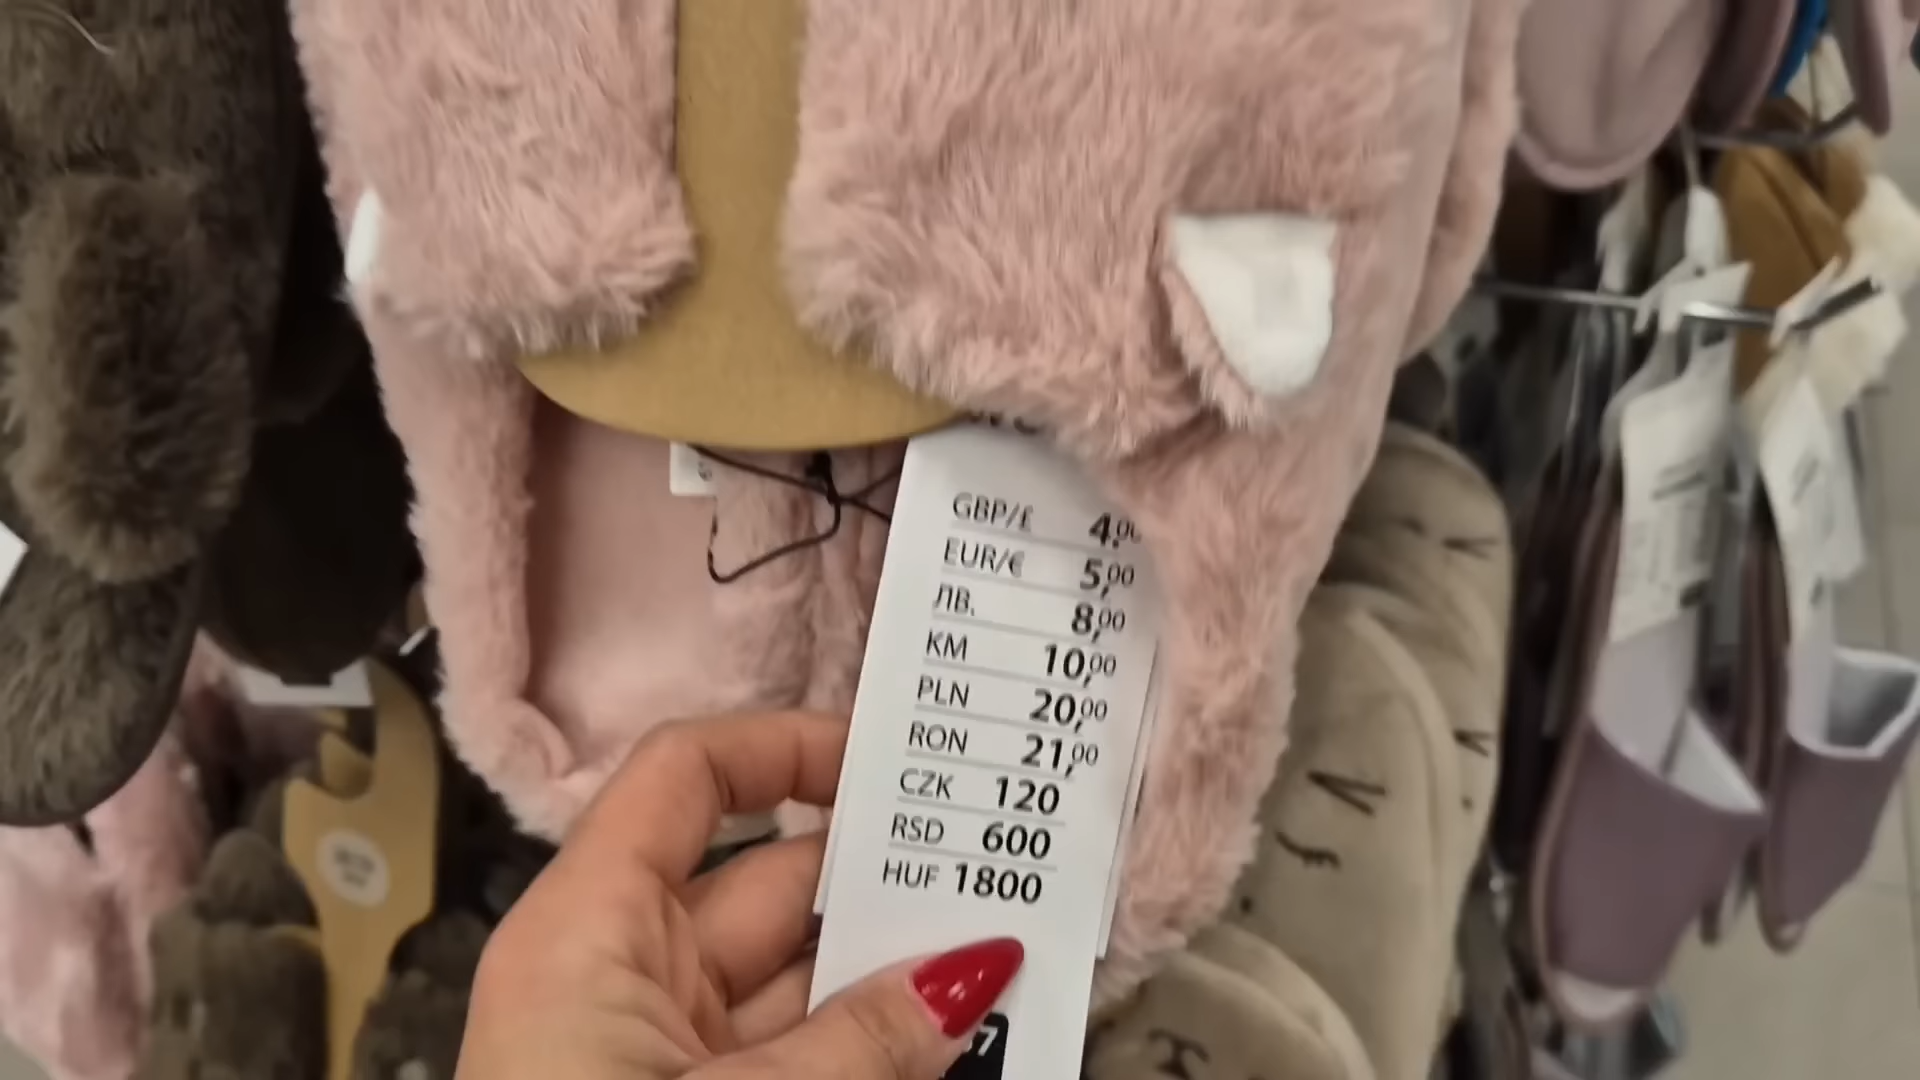 GBP/£ 4.00
EUR/€ 5,00
ЛВ. 8,00
KM 10,00
PLN 20,00
RON 21,00
CZK 120
RSD 600
HUF 1800